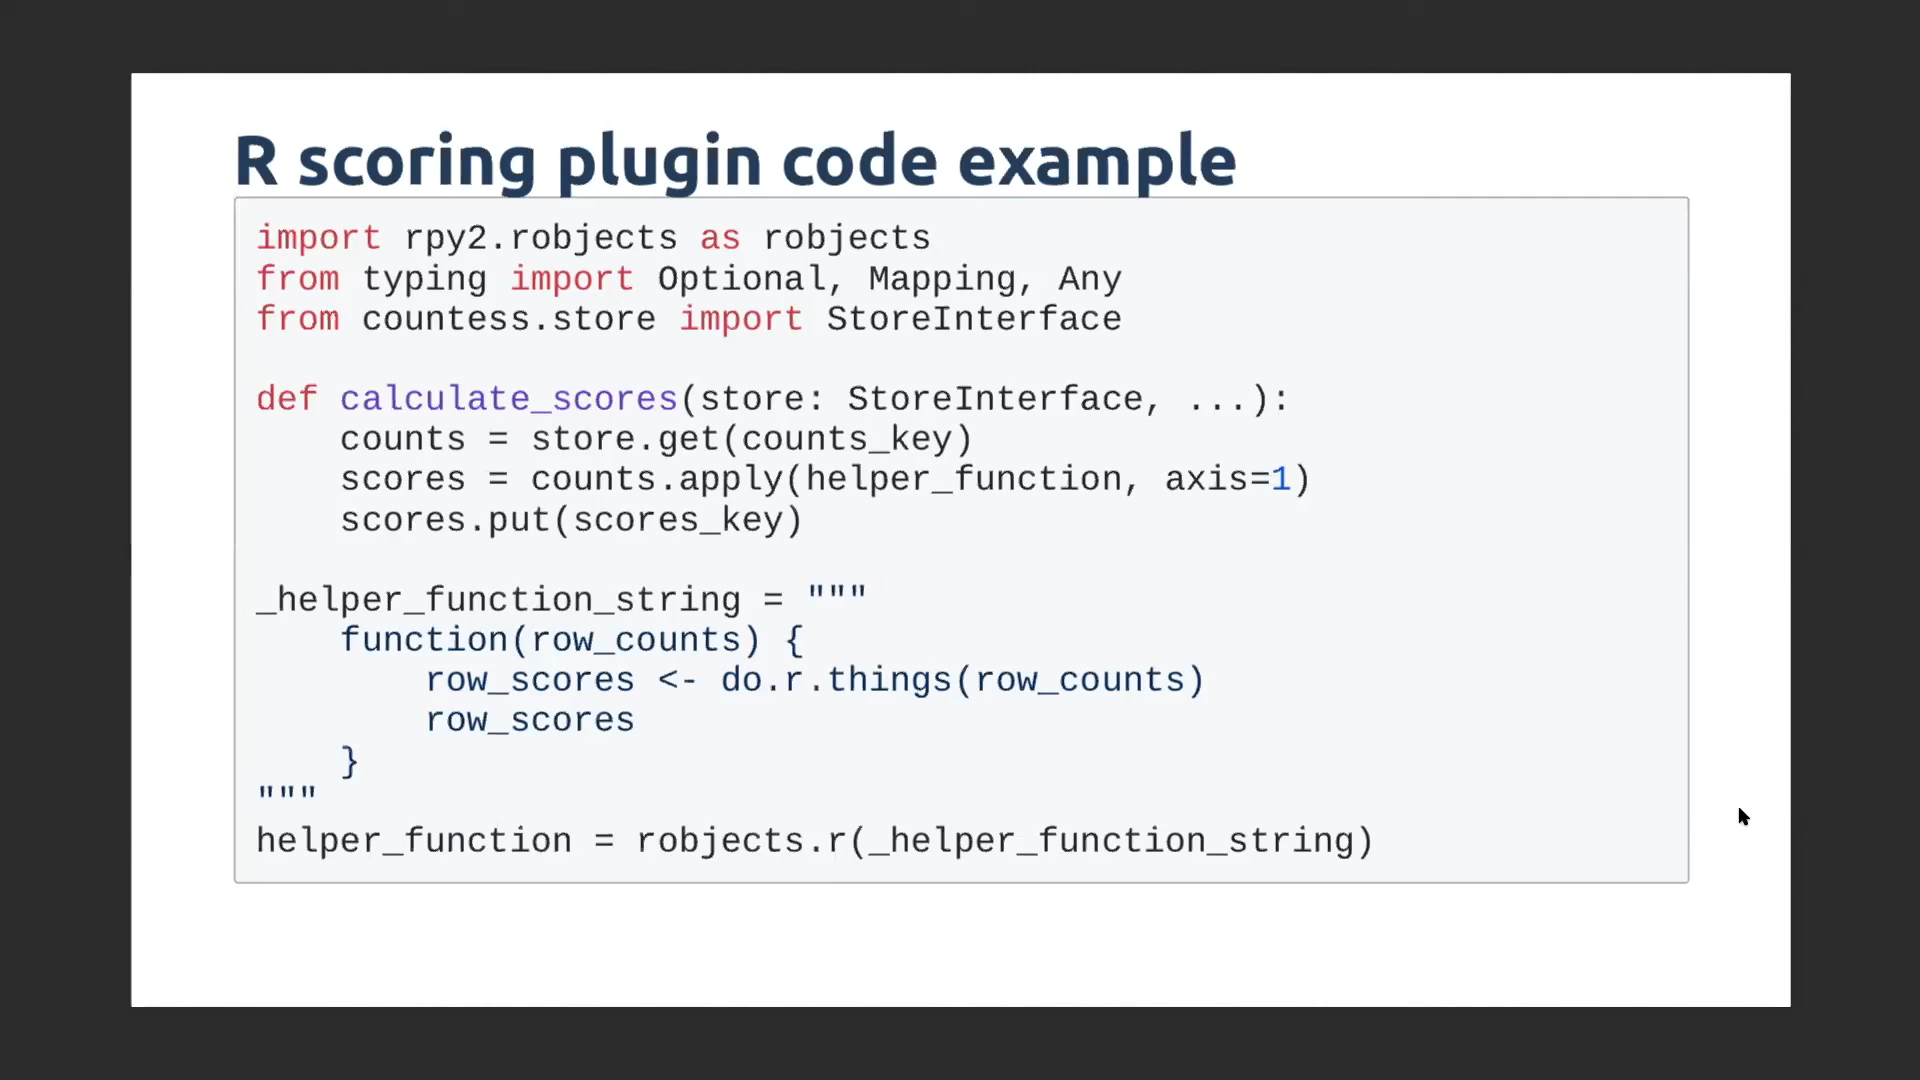 R scoring plugin code example
import rpy2.robjects as robjects
from typing import Optional, Mapping, Any
from countess.store import StoreInterface
def calculate_scores(store: StoreInterface, ...):
    counts = store.get(counts_key)
    scores = counts.apply(helper_function, axis=1)
    scores.put(scores_key)
_helper_function_string = """
    function(row_counts) {
        row_scores <- do.r.things(row_counts)
        row_scores
    }
"""
helper_function = robjects.r(_helper_function_string)